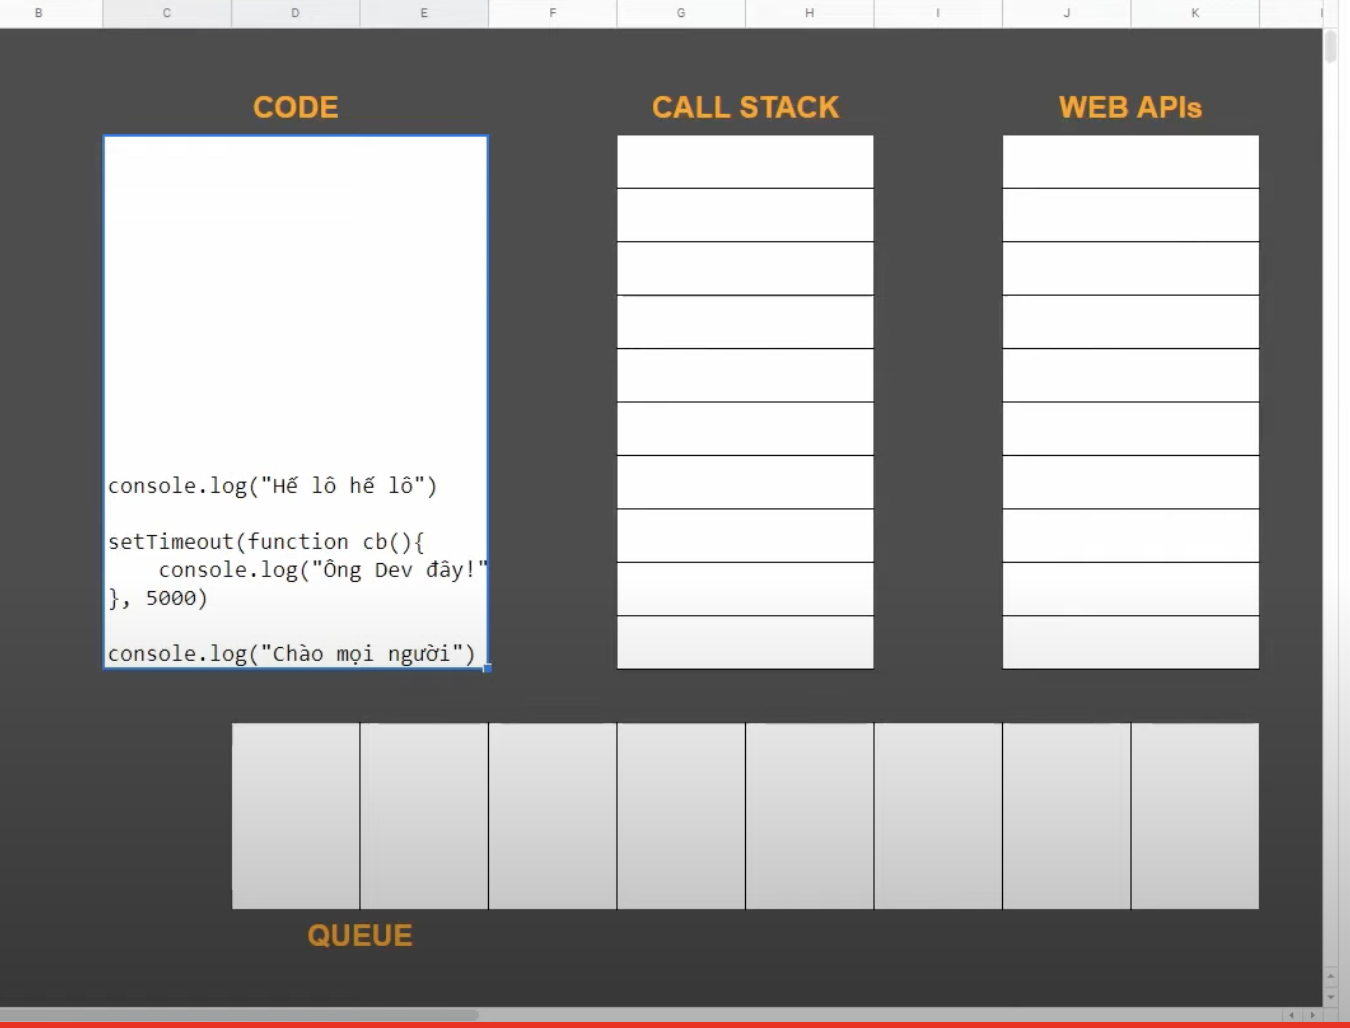 B C D E F G H I J K
CODE CALL STACK WEB APIs
console.log("Hế lô hế lô")
setTimeout(function cb(){
console.log("Ông Dev đây!"
}, 5000)
console.log("Chào mọi người")
QUEUE